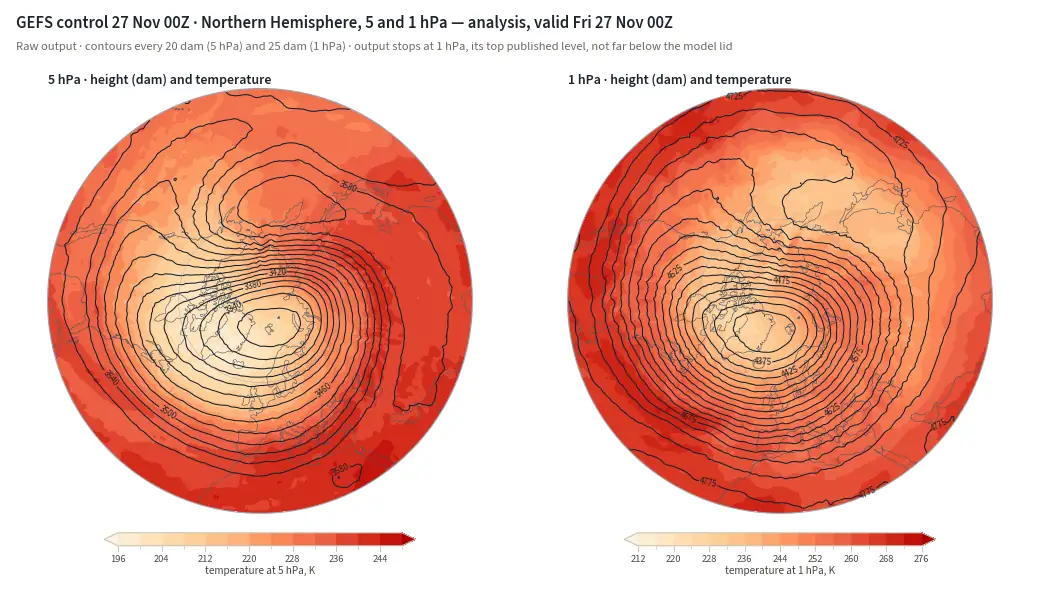 GEFS control 27 Nov 00Z · Northern Hemisphere, 5 and 1 hPa — analysis, valid Fri 27 Nov 00Z
Raw output · contours every 20 dam (5 hPa) and 25 dam (1 hPa) · output stops at 1 hPa, its top published level, not far below the model lid
5 hPa · height (dam) and temperature
1 hPa · height (dam) and temperature
3580
3420
3380
3540
3500
3460
3580
4725
4725
4625
4475
4375
4425
4675
4625
4675
4775
4775
4775
196 204 212 220 228 236 244
temperature at 5 hPa, K
212 220 228 236 244 252 260 268 276
temperature at 1 hPa, K